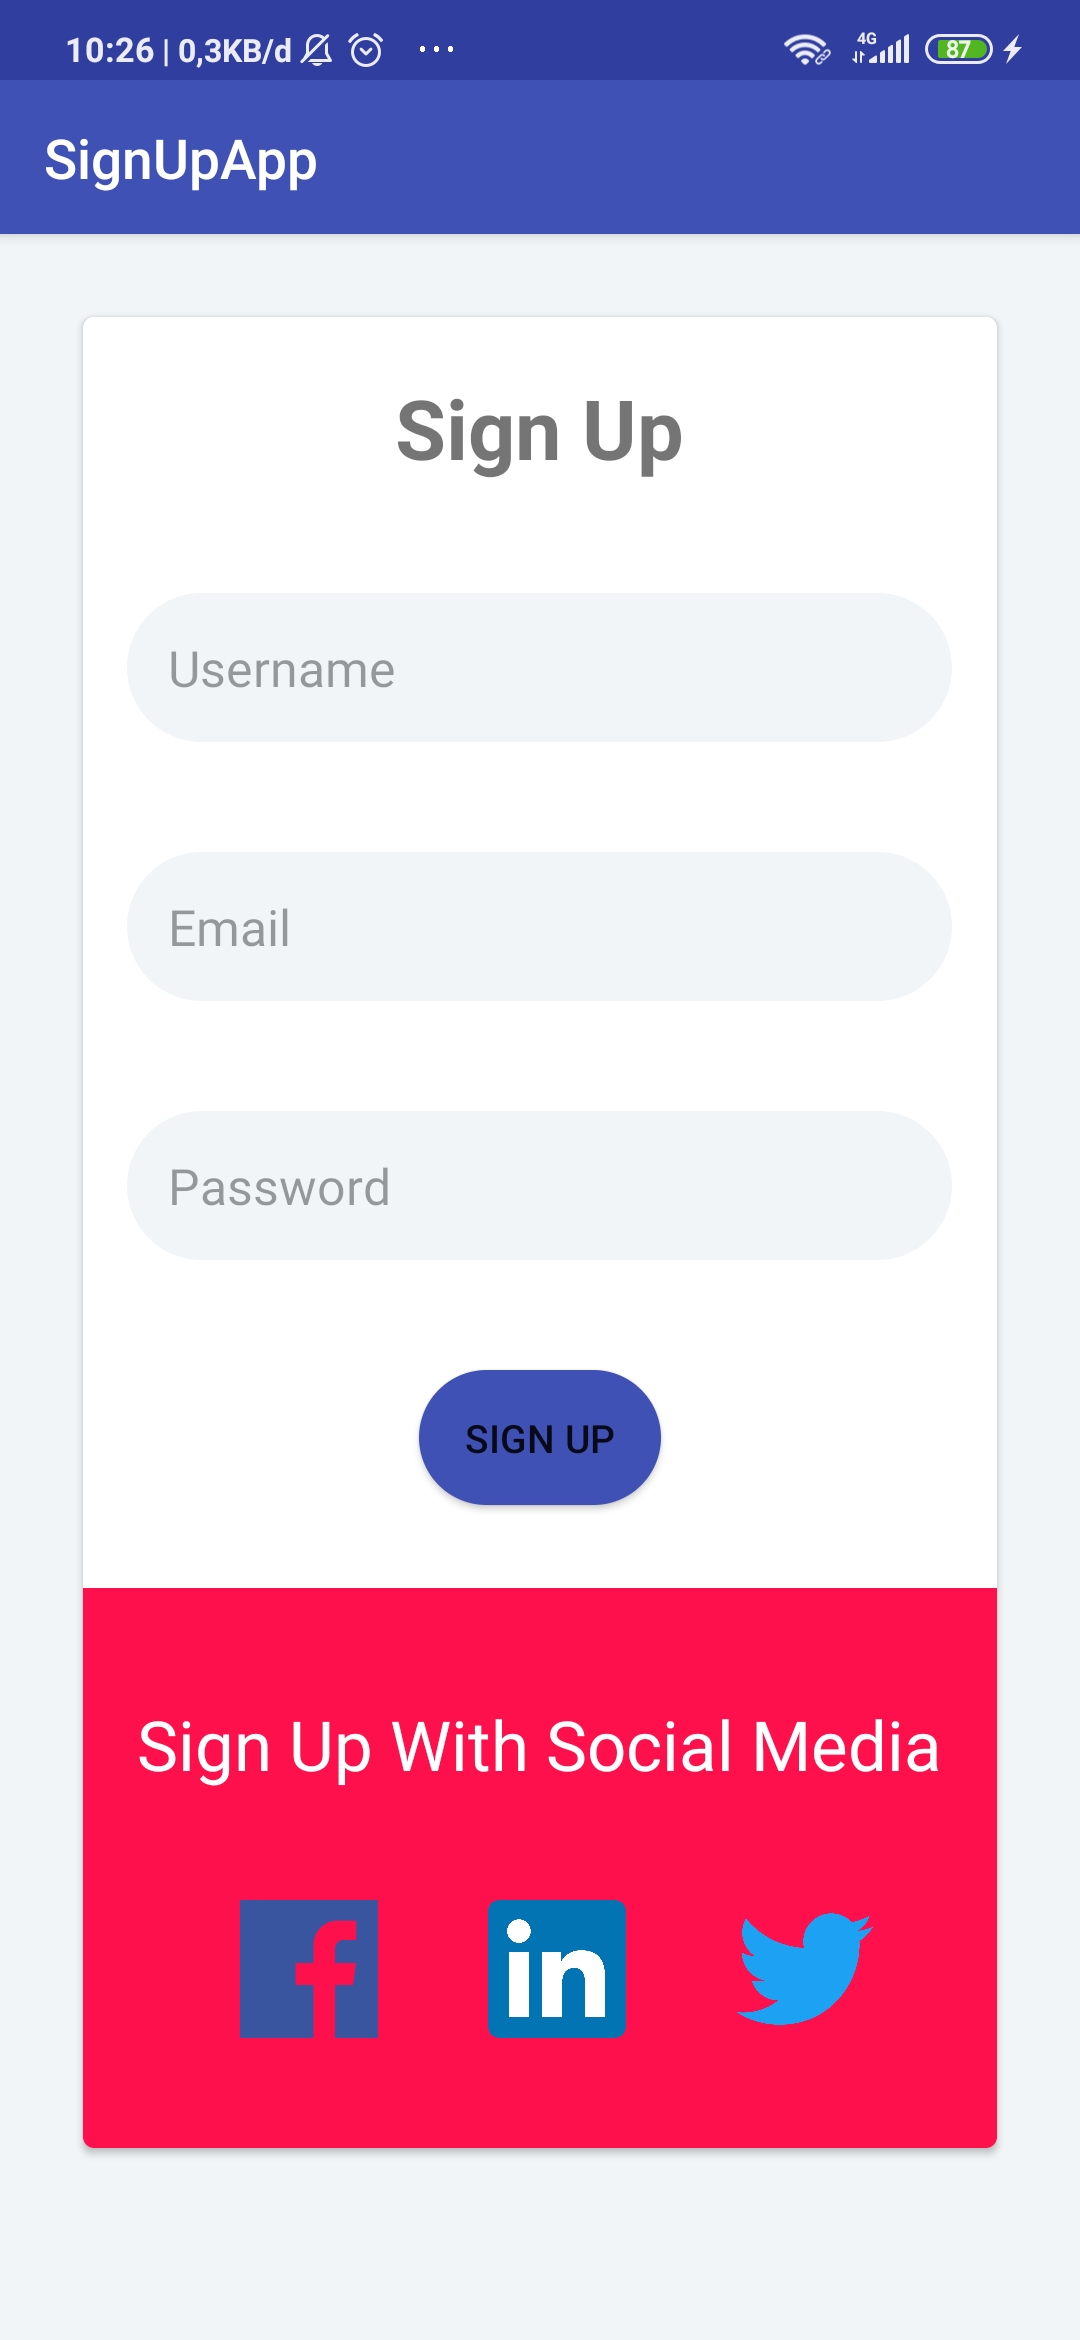 10:26 | 0,3KB/d ... 4G 87
SignUpApp
Sign Up
Username
Email
Password
SIGN UP
Sign Up With Social Media
f in